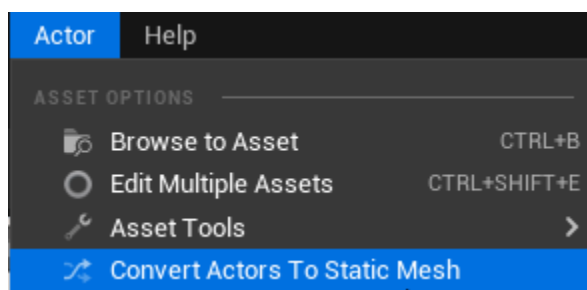 Actor Help
ASSET OPTIONS
Browse to Asset CTRL+B
Edit Multiple Assets CTRL+SHIFT+E
Asset Tools
Convert Actors To Static Mesh